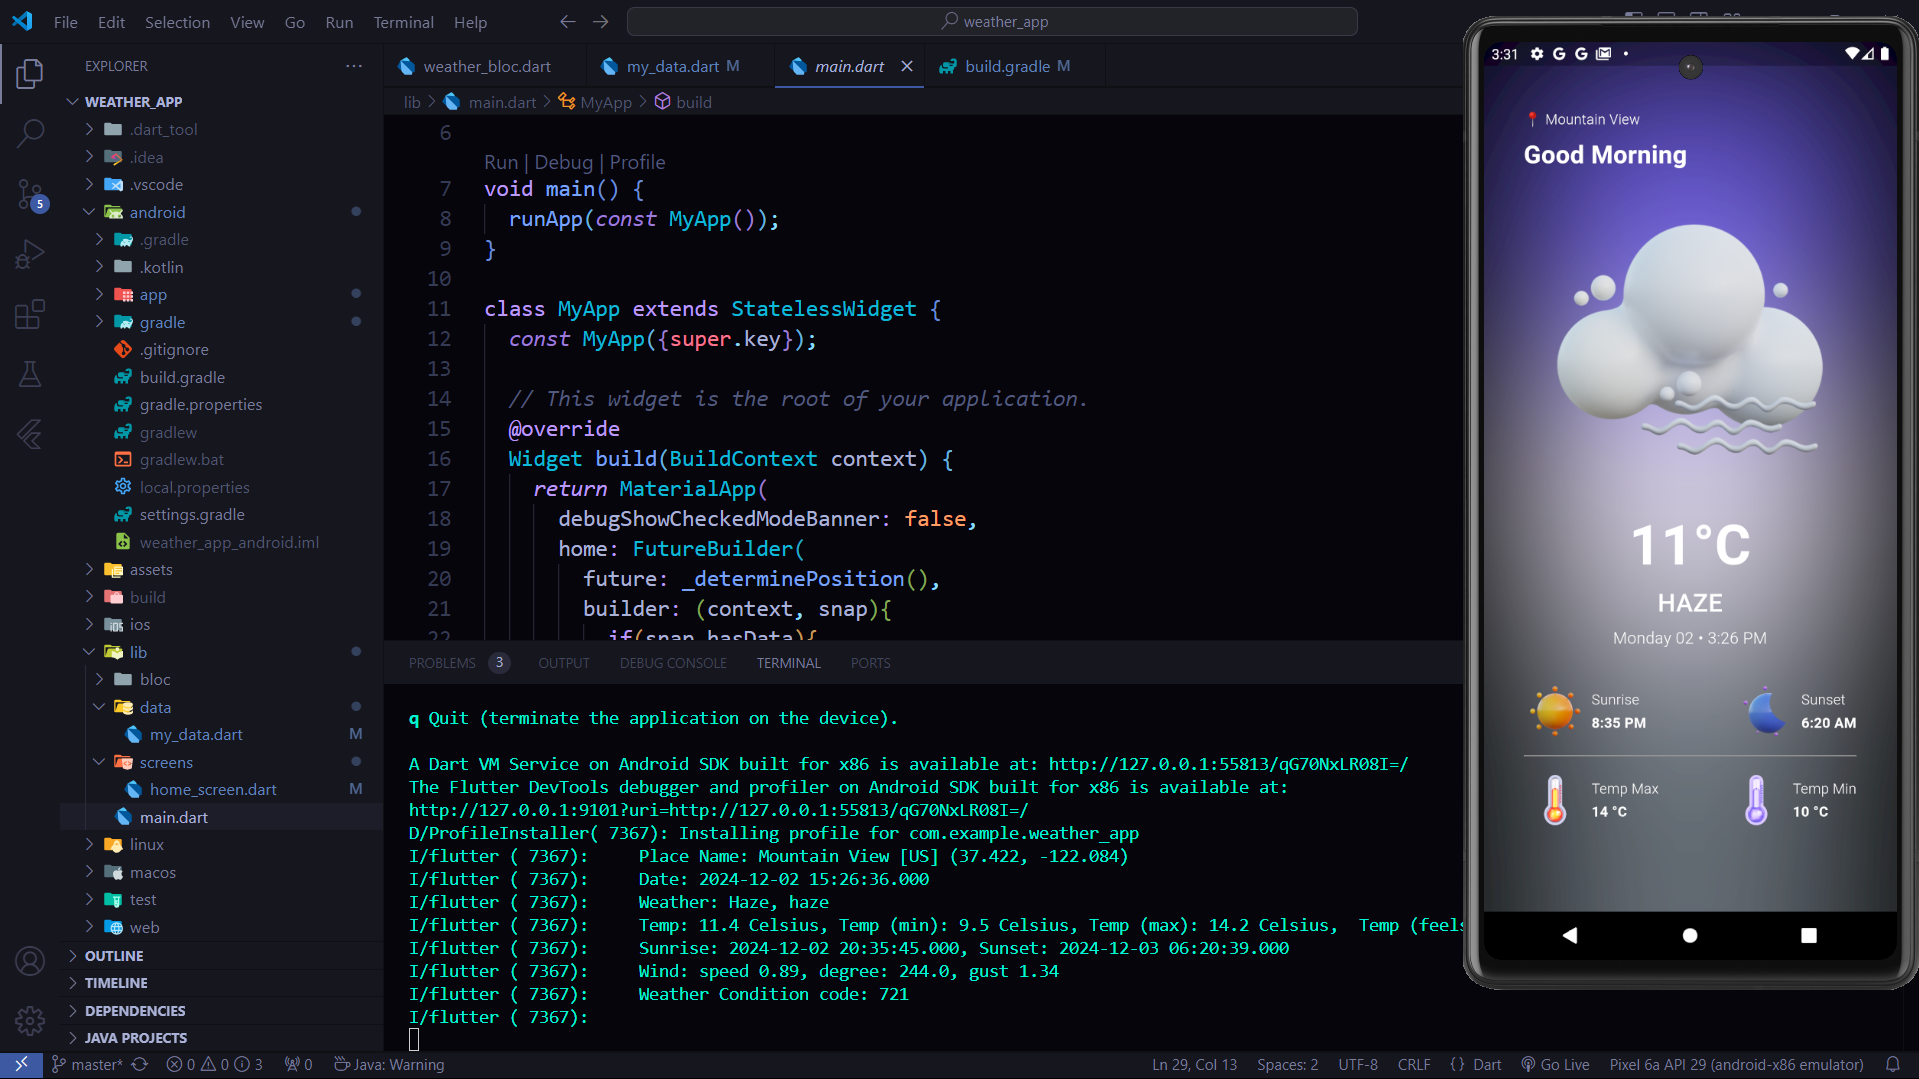 File Edit Selection View Go Run Terminal Help
weather_app
EXPLORER
WEATHER_APP
.dart_tool
.idea
.vscode
android
.gradle
.kotlin
app
gradle
.gitignore
build.gradle
gradle.properties
gradlew
gradlew.bat
local.properties
settings.gradle
weather_app_android.iml
assets
build
ios
lib
bloc
data
my_data.dart M
screens
home_screen.dart M
main.dart
linux
macos
test
web
OUTLINE
TIMELINE
DEPENDENCIES
JAVA PROJECTS
5
weather_bloc.dart my_data.dart M main.dart build.gradle M
lib > main.dart > MyApp > build
6
Run | Debug | Profile
7 void main() {
8 runApp(const MyApp());
9 }
10
11 class MyApp extends StatelessWidget {
12 const MyApp({super.key});
13
14 // This widget is the root of your application.
15 @override
16 Widget build(BuildContext context) {
17 return MaterialApp(
18 debugShowCheckedModeBanner: false,
19 home: FutureBuilder(
20 future: _determinePosition(),
21 builder: (context, snap){
22 if(snap.hasData){
PROBLEMS 3 OUTPUT DEBUG CONSOLE TERMINAL PORTS
q Quit (terminate the application on the device).
A Dart VM Service on Android SDK built for x86 is available at: http://127.0.0.1:55813/qG70NxLR08I=/
The Flutter DevTools debugger and profiler on Android SDK built for x86 is available at:
http://127.0.0.1:9101?uri=http://127.0.0.1:55813/qG70NxLR08I=/
D/ProfileInstaller( 7367): Installing profile for com.example.weather_app
I/flutter ( 7367): Place Name: Mountain View [US] (37.422, -122.084)
I/flutter ( 7367): Date: 2024-12-02 15:26:36.000
I/flutter ( 7367): Weather: Haze, haze
I/flutter ( 7367): Temp: 11.4 Celsius, Temp (min): 9.5 Celsius, Temp (max): 14.2 Celsius, Temp (feels
I/flutter ( 7367): Sunrise: 2024-12-02 20:35:45.000, Sunset: 2024-12-03 06:20:39.000
I/flutter ( 7367): Wind: speed 0.89, degree: 244.0, gust 1.34
I/flutter ( 7367): Weather Condition code: 721
I/flutter ( 7367):
master* 0 0 3 0 Java: Warning Ln 29, Col 13 Spaces: 2 UTF-8 CRLF {} Dart Go Live Pixel 6a API 29 (android-x86 emulator)
3:31
Mountain View
Good Morning
11°C
HAZE
Monday 02 • 3:26 PM
Sunrise
8:35 PM
Sunset
6:20 AM
Temp Max
14 °C
Temp Min
10 °C